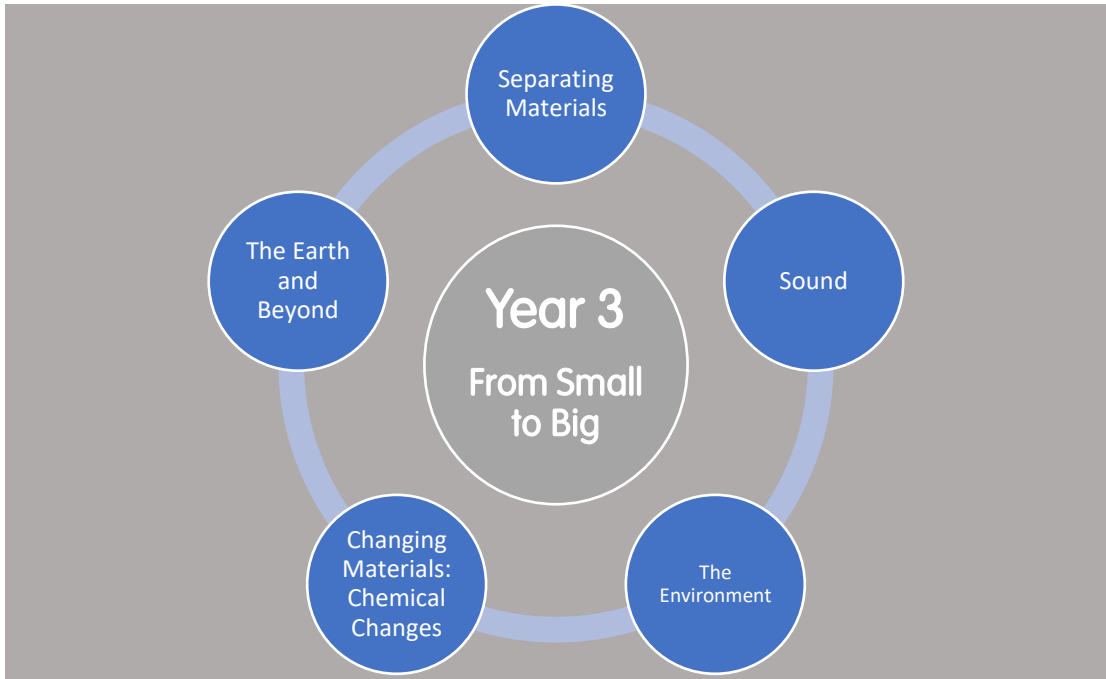 Separating
Materials
Sound
The
Environment
Changing
Materials:
Chemical
Changes
The Earth
and
Beyond
Year 3
From Small
to Big